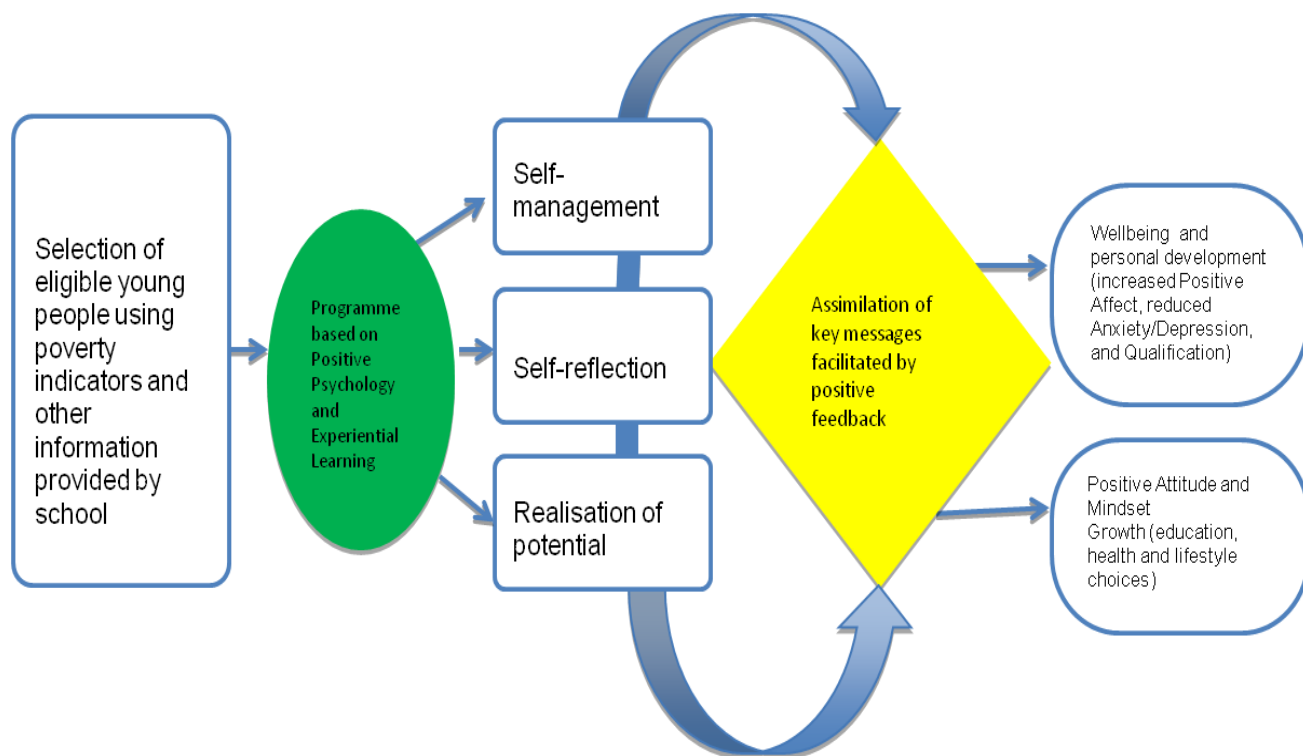 Selection of
eligible young
people using
poverty
indicators and
other
information
provided by
school
Programme
based on
Positive
Psychology
and
Experiential
Learning
Self-
management
Self-reflection
Realisation of
potential
Assimilation of
key messages
facilitated by
positive
feedback
Wellbeing and
personal development
(increased Positive
Affect, reduced
Anxiety/Depression,
and Qualification)
Positive Attitude and
Mindset
Growth (education,
health and lifestyle
choices)